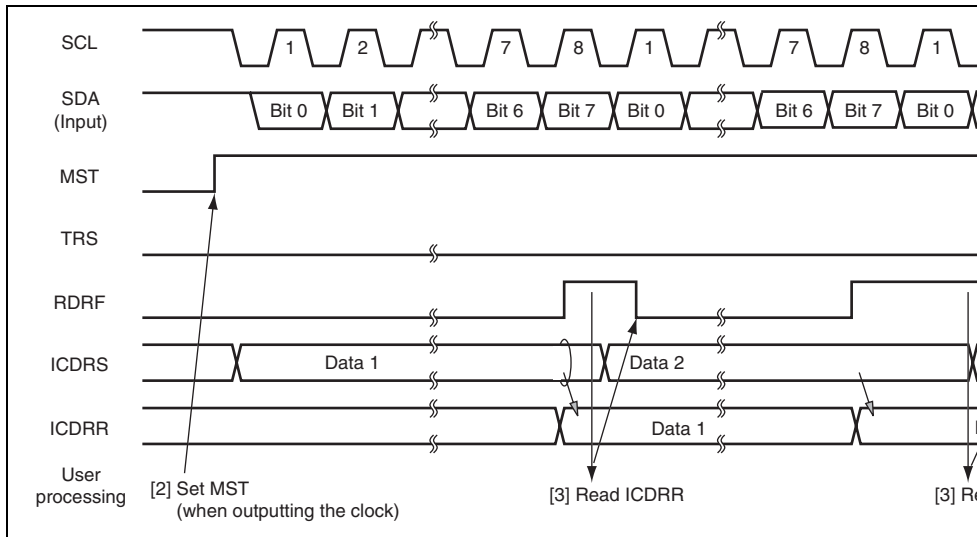 SCL 1 2 7 8 1 7 8 1
SDA
(Input)
Bit 0 Bit 1 Bit 6 Bit 7 Bit 0 Bit 6 Bit 7 Bit 0
MST
TRS
RDRF
ICDRS Data 1 Data 2
ICDRR Data 1
User
processing
[2] Set MST
(when outputting the clock)
[3] Read ICDRR
[3]